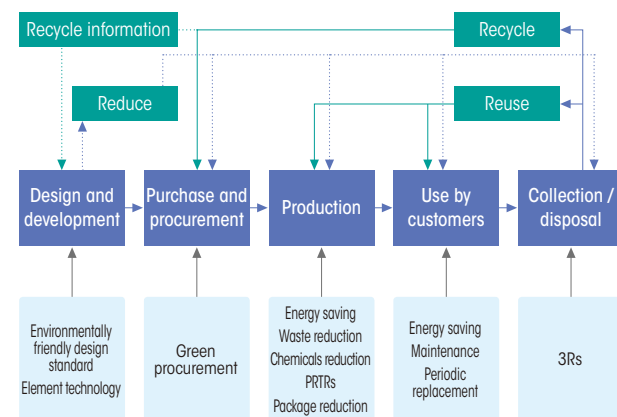 Recycle information
Recycle
Reduce
Reuse
Design and
development
Purchase and
procurement
Production
Use by
customers
Collection /
disposal
Environmentally
friendly design
standard
Element technology
Green
procurement
Energy saving
Waste reduction
Chemicals reduction
PRTRs
Package reduction
Energy saving
Maintenance
Periodic
replacement
3Rs